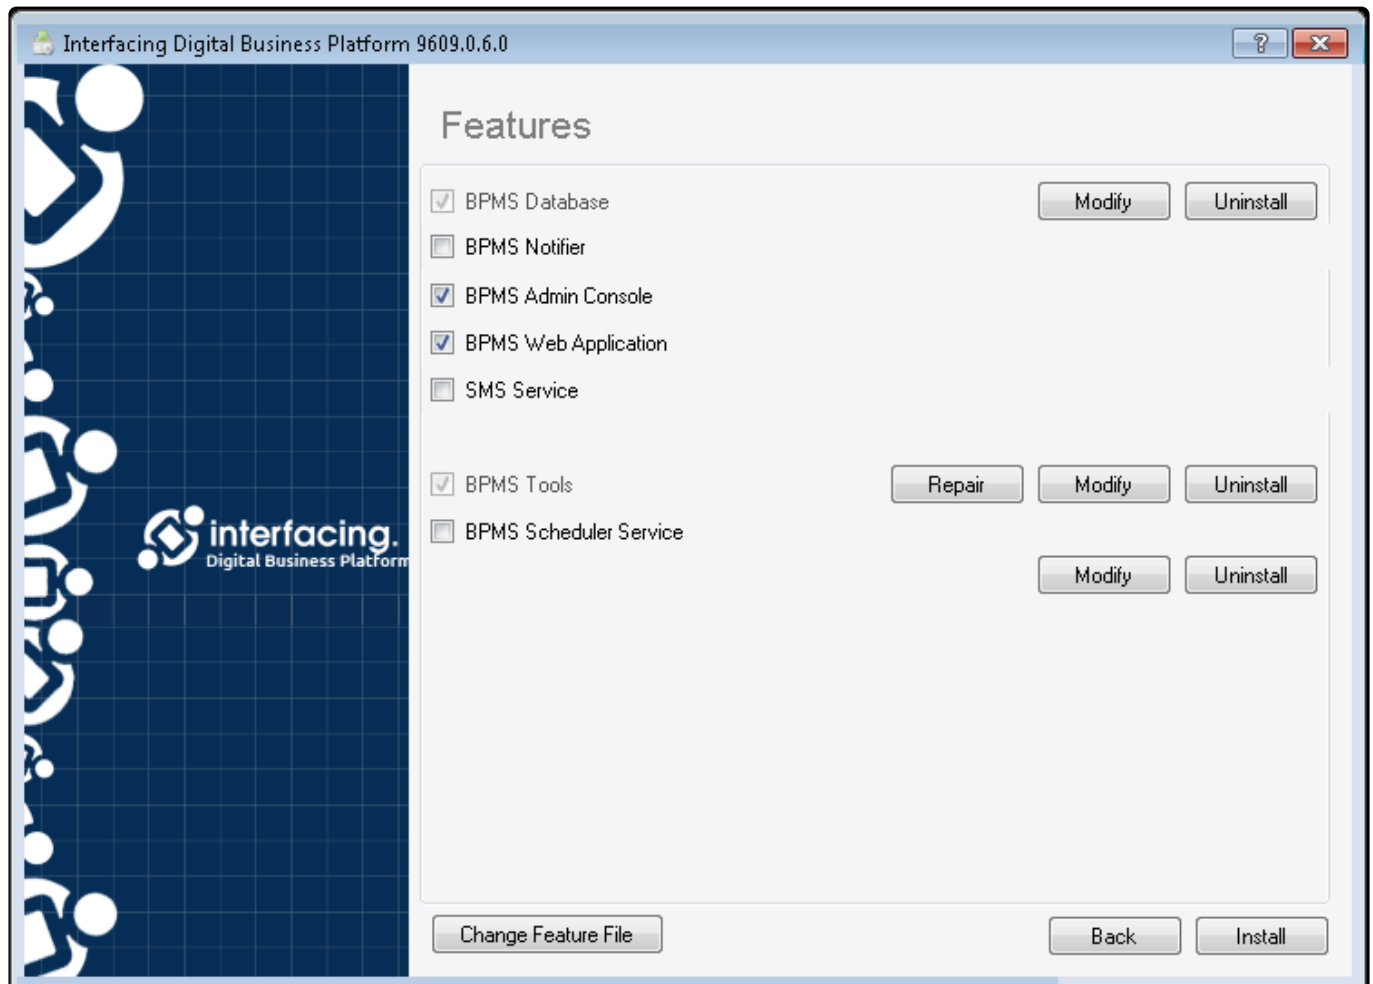 Interfacing Digital Business Platform 9609.0.6.0
?
Features
BPMS Database Modify Uninstall
BPMS Notifier
BPMS Admin Console
BPMS Web Application
SMS Service
BPMS Tools Repair Modify Uninstall
BPMS Scheduler Service
Modify Uninstall
interfacing.
Digital Business Platform
Change Feature File Back Install